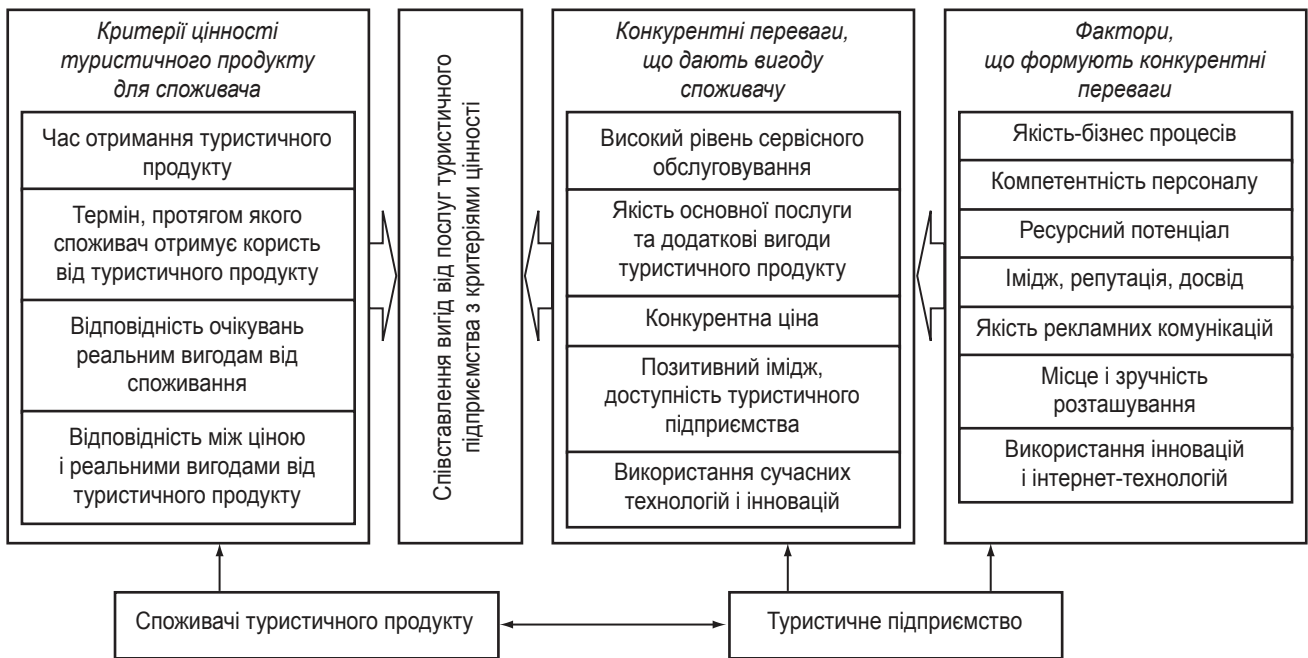 Критерії цінності
туристичного продукту
для споживача
Час отримання туристичного
продукту
Термін, протягом якого
споживач отримує користь
від туристичного продукту
Відповідність очікувань
реальним вигодам від
споживання
Відповідність між ціною
і реальними вигодами від
туристичного продукту
Співставлення вигід від послуг туристичного
підприємства з критеріями цінності
Конкурентні переваги,
що дають вигоду
споживачу
Високий рівень сервісного
обслуговування
Якість основної послуги
та додаткові вигоди
туристичного продукту
Конкурентна ціна
Позитивний імідж,
доступність туристичного
підприємства
Використання сучасних
технологій і інновацій
Фактори,
що формують конкурентні
переваги
Якість-бізнес процесів
Компетентність персоналу
Ресурсний потенціал
Імідж, репутація, досвід
Якість рекламних комунікацій
Місце і зручність
розташування
Використання інновацій
і інтернет-технологій
Споживачі туристичного продукту
Туристичне підприємство